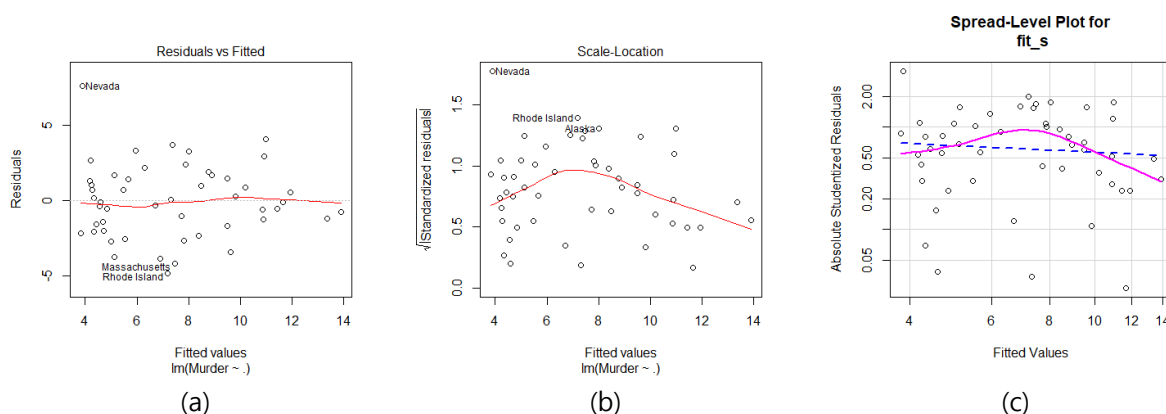 Residuals vs Fitted
Residuals
5
0
-5
Nevada
Massachusetts
Rhode Island
4 6 8 10 12 14
Fitted values
lm(Murder ~ .)
(a)
Scale-Location
√|Standardized residuals|
1.5
1.0
0.5
0.0
Nevada
Rhode Island
Alaska
4 6 8 10 12 14
Fitted values
lm(Murder ~ .)
(b)
Spread-Level Plot for
fit_s
Absolute Studentized Residuals
2.00
0.50
0.20
0.05
4 6 8 10 12 14
Fitted Values
(c)